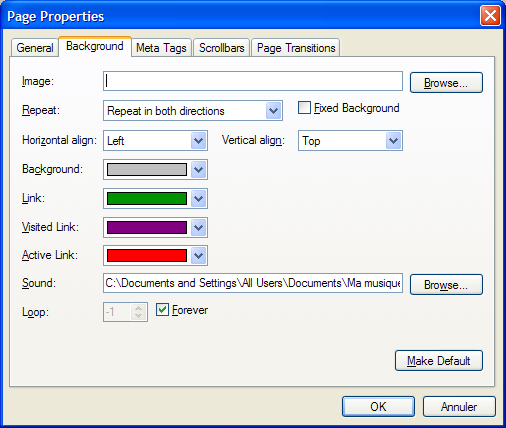 Page Properties
General Background Meta Tags Scrollbars Page Transitions
Image: Browse...
Repeat: Repeat in both directions Fixed Background
Horizontal align: Left Vertical align: Top
Background:
Link:
Visited Link:
Active Link:
Sound: C:\Documents and Settings\All Users\Documents\Ma musique Browse...
Loop: -1 Forever
Make Default
OK Annuler